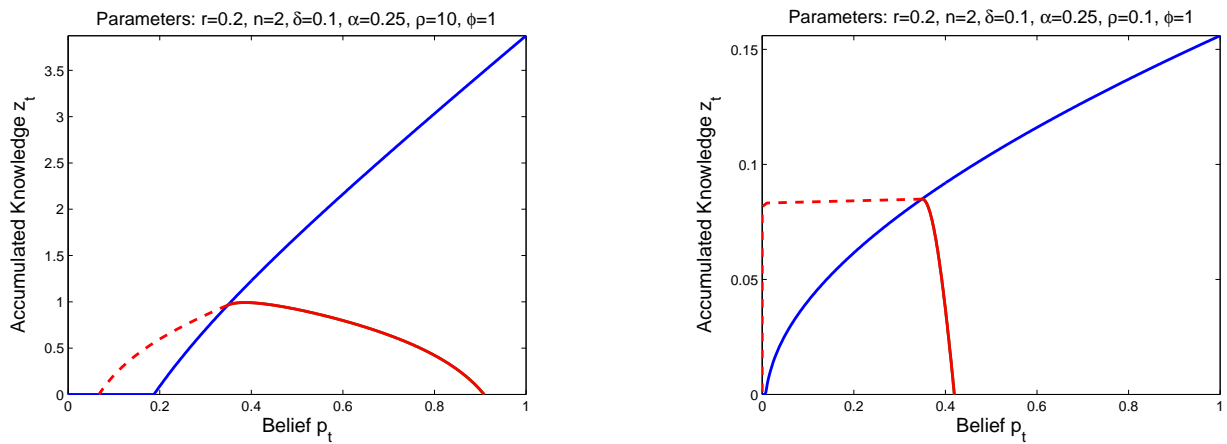 Parameters: r=0.2, n=2, δ=0.1, α=0.25, ρ=10, ϕ=1
Accumulated Knowledge z_t
3.5
3
2.5
2
1.5
1
0.5
0
0 0.2 0.4 0.6 0.8 1
Belief p_t
Parameters: r=0.2, n=2, δ=0.1, α=0.25, ρ=0.1, ϕ=1
Accumulated Knowledge z_t
0.15
0.1
0.05
0
0 0.2 0.4 0.6 0.8 1
Belief p_t